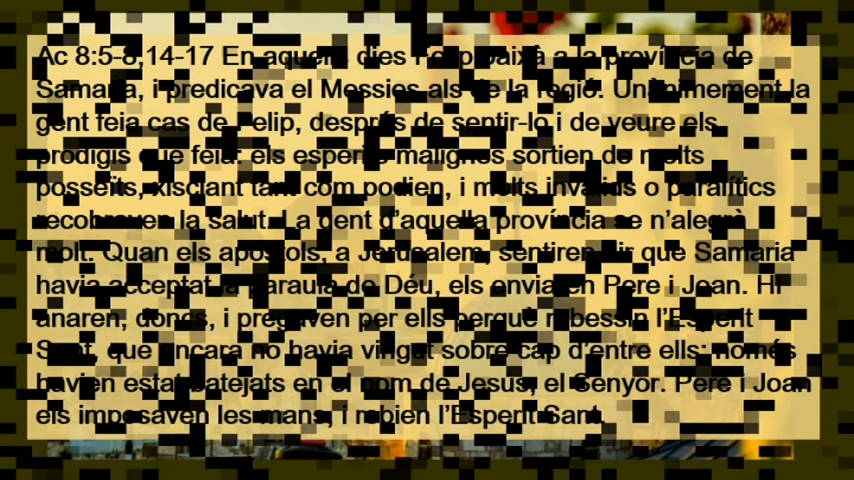 Ac 8:5-8,14-17 En aquells dies Felip baixà a la província de
Samaria, i predicava el Messies als de la regió. Unànimement la
gent feia cas de Felip, després de sentir-lo i de veure els
prodigis que feia: els esperits malignes sortien de molts
posseïts, xisclant tant com podien, i molts invàlids o paralítics
recobraven la salut. La gent d'aquella província se n'alegrà
molt. Quan els apòstols, a Jerusalem, sentiren dir que Samaria
havia acceptat la paraula de Déu, els enviaren Pere i Joan. Hi
anaren, doncs, i pregaven per ells perquè rebessin l'Esperit
Sant, que encara no havia vingut sobre cap d'entre ells: només
havien estat batejats en el nom de Jesús, el Senyor. Pere i Joan
els imposaven les mans, i rebien l'Esperit Sant.